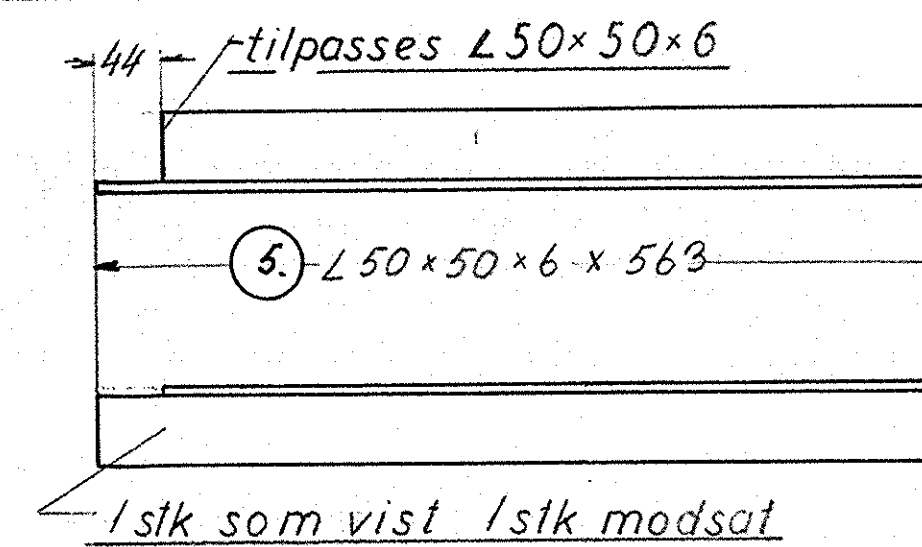 44 tilpasses L 50 × 50 × 6
5. L 50 × 50 × 6 × 563
1 stk som vist 1 stk modsat